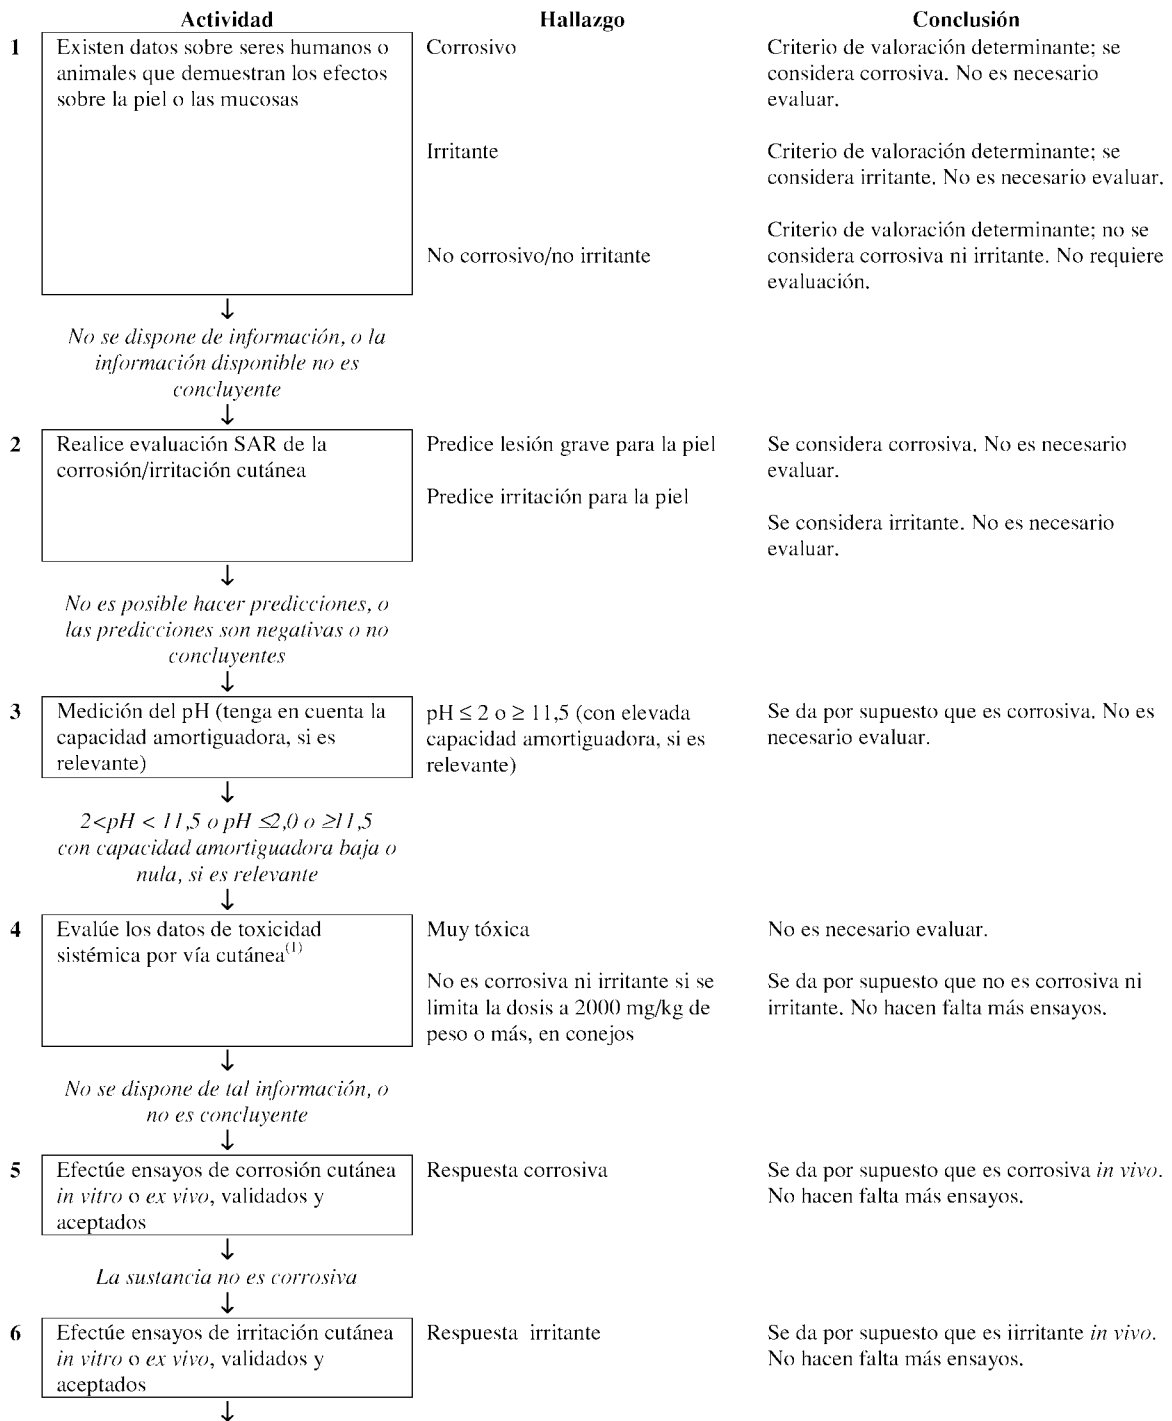 Actividad Hallazgo Conclusión
1 Existen datos sobre seres humanos o
animales que demuestran los efectos
sobre la piel o las mucosas
Corrosivo
Criterio de valoración determinante; se
considera corrosiva. No es necesario
evaluar.
Irritante
Criterio de valoración determinante; se
considera irritante. No es necesario evaluar.
No corrosivo/no irritante
Criterio de valoración determinante; no se
considera corrosiva ni irritante. No requiere
evaluación.
↓
No se dispone de información, o la
información disponible no es
concluyente
↓
2 Realice evaluación SAR de la
corrosión/irritación cutánea
Predice lesión grave para la piel
Se considera corrosiva. No es necesario
evaluar.
Predice irritación para la piel
Se considera irritante. No es necesario
evaluar.
↓
No es posible hacer predicciones, o
las predicciones son negativas o no
concluyentes
↓
3 Medición del pH (tenga en cuenta la
capacidad amortiguadora, si es
relevante)
pH ≤ 2 o ≥ 11,5 (con elevada
capacidad amortiguadora, si es
relevante)
Se da por supuesto que es corrosiva. No es
necesario evaluar.
↓
2<pH < 11,5 o pH ≤2,0 o ≥11,5
con capacidad amortiguadora baja o
nula, si es relevante
↓
4 Evalúe los datos de toxicidad
sistémica por vía cutánea(1)
Muy tóxica
No es necesario evaluar.
No es corrosiva ni irritante si se
limita la dosis a 2000 mg/kg de
peso o más, en conejos
Se da por supuesto que no es corrosiva ni
irritante. No hacen falta más ensayos.
↓
No se dispone de tal información, o
no es concluyente
↓
5 Efectúe ensayos de corrosión cutánea
in vitro o ex vivo, validados y
aceptados
Respuesta corrosiva
Se da por supuesto que es corrosiva in vivo.
No hacen falta más ensayos.
↓
La sustancia no es corrosiva
↓
6 Efectúe ensayos de irritación cutánea
in vitro o ex vivo, validados y
aceptados
Respuesta irritante
Se da por supuesto que es iirritante in vivo.
No hacen falta más ensayos.
↓